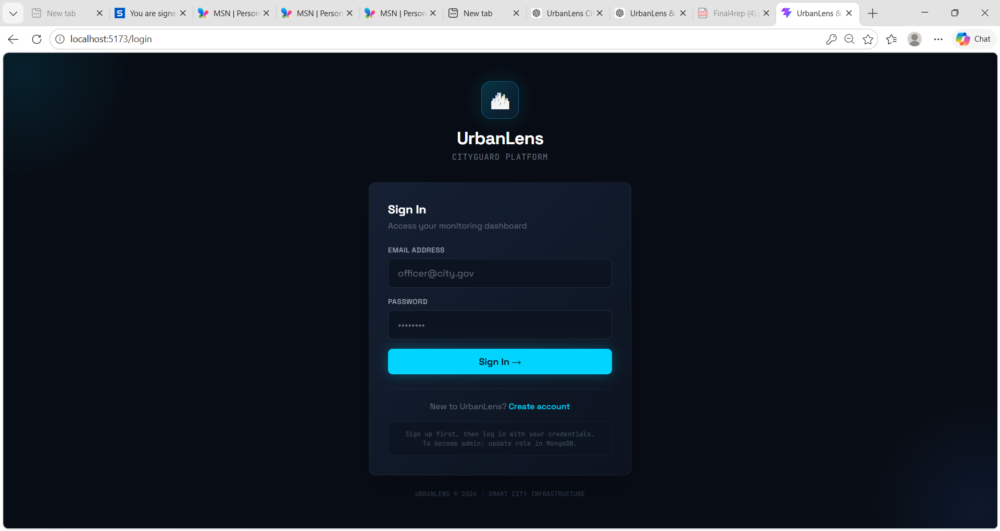 New tab
You are signe
MSN | Person
MSN | Person
MSN | Person
New tab
UrbanLens Ci
UrbanLens &
Final4rep (4).p
UrbanLens &
localhost:5173/login
Chat
UrbanLens
CITYGUARD PLATFORM
Sign In
Access your monitoring dashboard
EMAIL ADDRESS
officer@city.gov
PASSWORD
••••••••
Sign In →
New to UrbanLens? Create account
Sign up first, then log in with your credentials.
To become admin: update role in MongoDB.
URBANLENS © 2026 · SMART CITY INFRASTRUCTURE